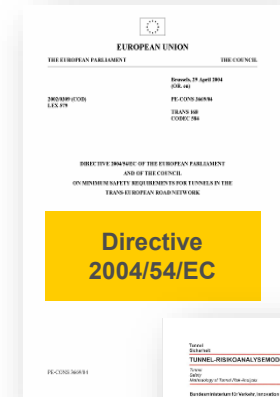 EUROPEAN UNION
THE EUROPEAN PARLIAMENT THE COUNCIL
Brussels, 29 April 2004
(OR. en)
2002/0309 (COD) PE-CONS 3669/04
LEX 579
TRANS 168
CODEC 584
DIRECTIVE 2004/54/EC OF THE EUROPEAN PARLIAMENT
AND OF THE COUNCIL
ON MINIMUM SAFETY REQUIREMENTS FOR TUNNELS IN THE
TRANS-EUROPEAN ROAD NETWORK
Directive
2004/54/EC
PE-CONS 3669/04
Tunnel
Sicherheit
TUNNEL-RISIKOANALYSEMOD
Tunnel
Safety
Methodology of Tunnel Risk Analysis
Bundesministerium für Verkehr, Innovation